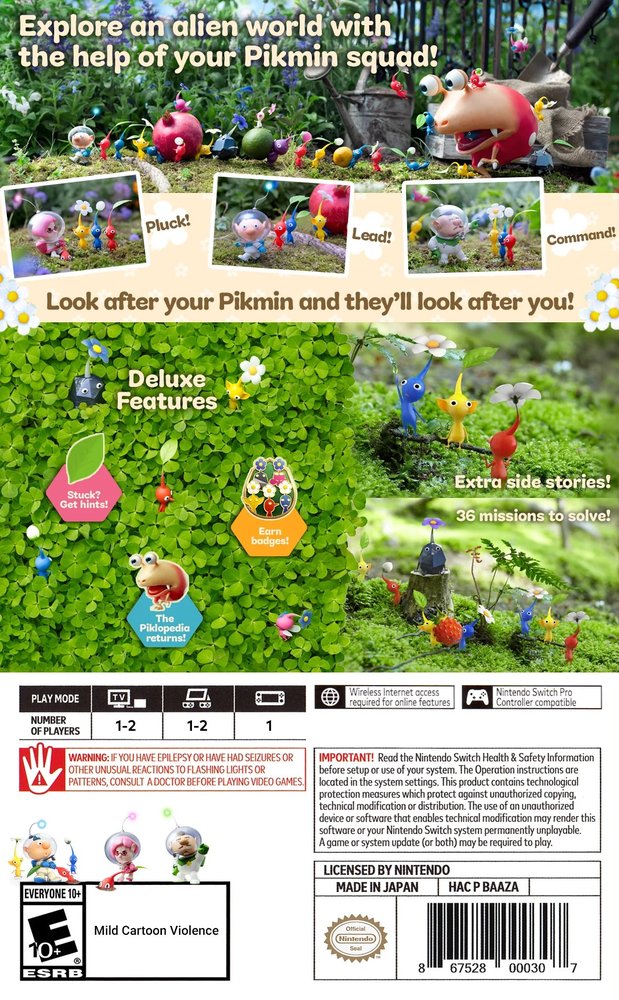 Explore an alien world with
the help of your Pikmin squad!
Pluck!
Lead!
Command!
Look after your Pikmin and they'll look after you!
Deluxe
Features
Stuck?
Get hints!
Earn
badges!
The
Piklopedia
returns!
Extra side stories!
36 missions to solve!
PLAY MODE
TV
NUMBER
OF PLAYERS
1-2
1-2
1
Wireless Internet access
required for online features
Nintendo Switch Pro
Controller compatible
WARNING: IF YOU HAVE EPILEPSY OR HAVE HAD SEIZURES OR
OTHER UNUSUAL REACTIONS TO FLASHING LIGHTS OR
PATTERNS, CONSULT A DOCTOR BEFORE PLAYING VIDEO GAMES.
IMPORTANT! Read the Nintendo Switch Health & Safety Information
before setup or use of your system. The Operation instructions are
located in the system settings. This product contains technological
protection measures which protect against unauthorized copying,
technical modification or distribution. The use of an unauthorized
device or software that enables technical modification may render this
software or your Nintendo Switch system permanently unplayable.
A game or system update (or both) may be required to play.
LICENSED BY NINTENDO
MADE IN JAPAN
HAC P BAAZA
EVERYONE 10+
E
10+
ESRB
®
Mild Cartoon Violence
Official
Nintendo
Seal
8 67528 00030 7